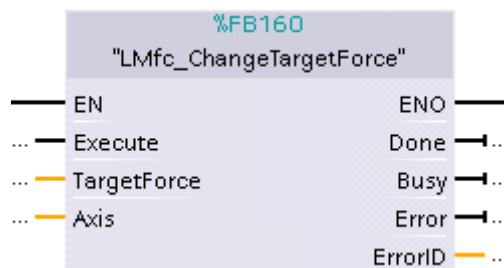 %FB160
"LMfc_ChangeTargetForce"
EN ENO
... Execute Done ...
... TargetForce Busy ...
... Axis Error ...
ErrorID ...